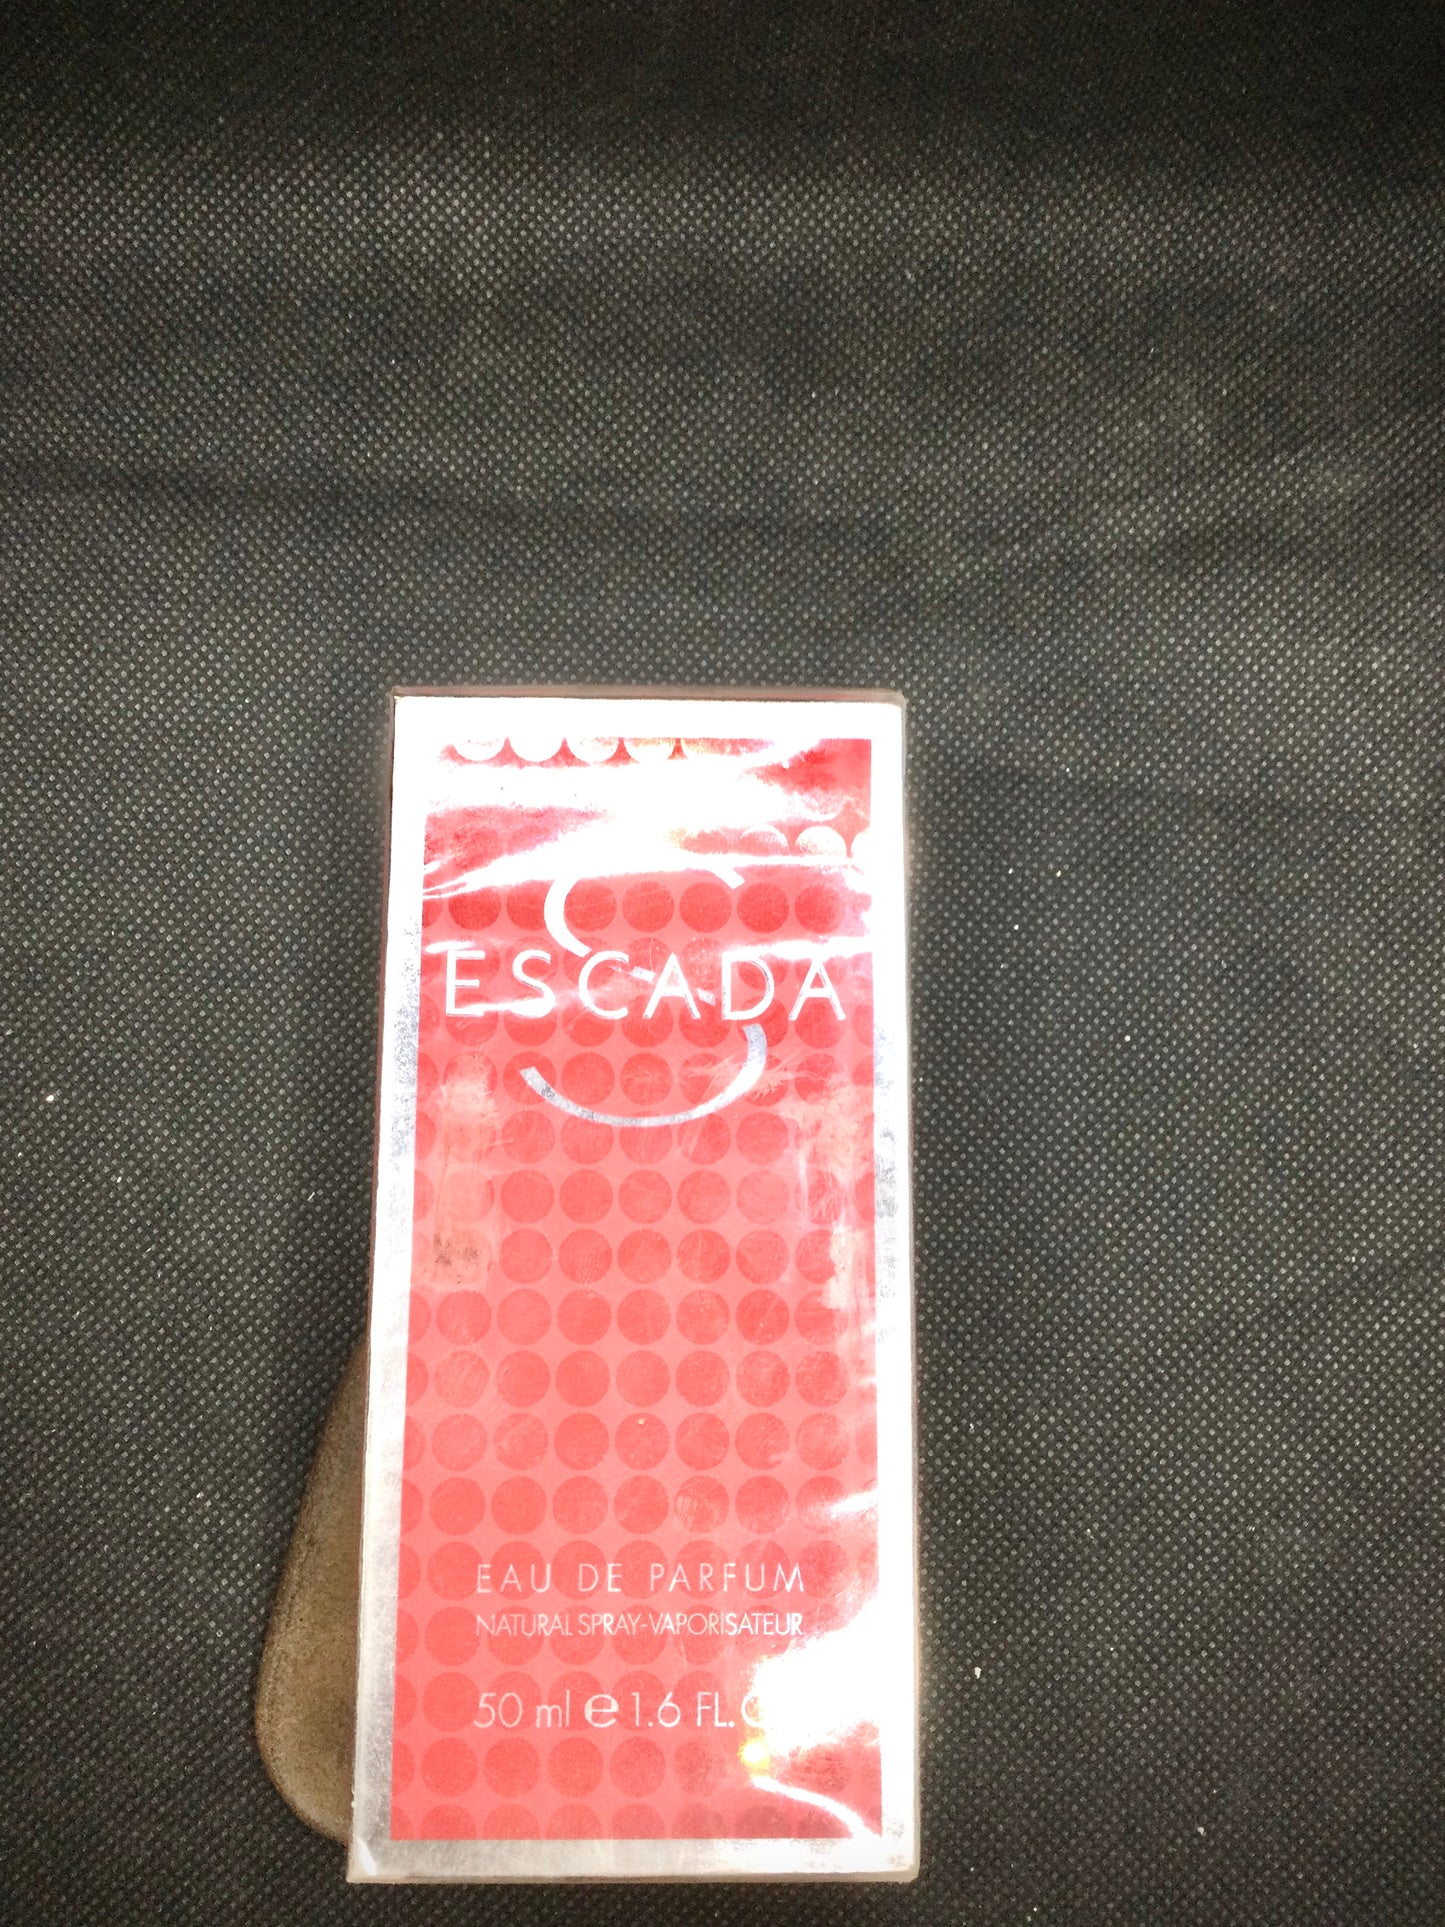 ESCADA
EAU DE PARFUM
NATURAL SPRAY-VAPORISATEUR
50 ml e 1.6 FL.